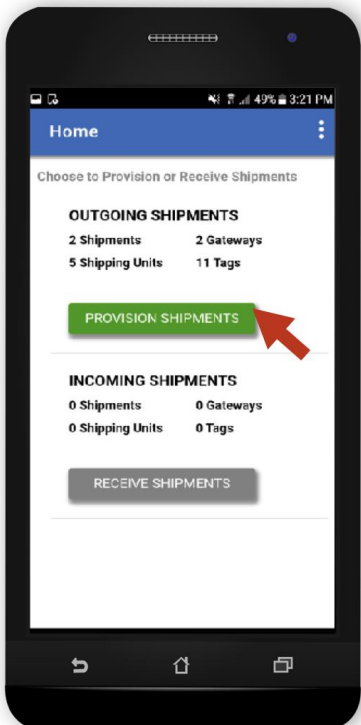 49% 3:21 PM
Home
Choose to Provision or Receive Shipments
OUTGOING SHIPMENTS
2 Shipments 2 Gateways
5 Shipping Units 11 Tags
PROVISION SHIPMENTS
INCOMING SHIPMENTS
0 Shipments 0 Gateways
0 Shipping Units 0 Tags
RECEIVE SHIPMENTS